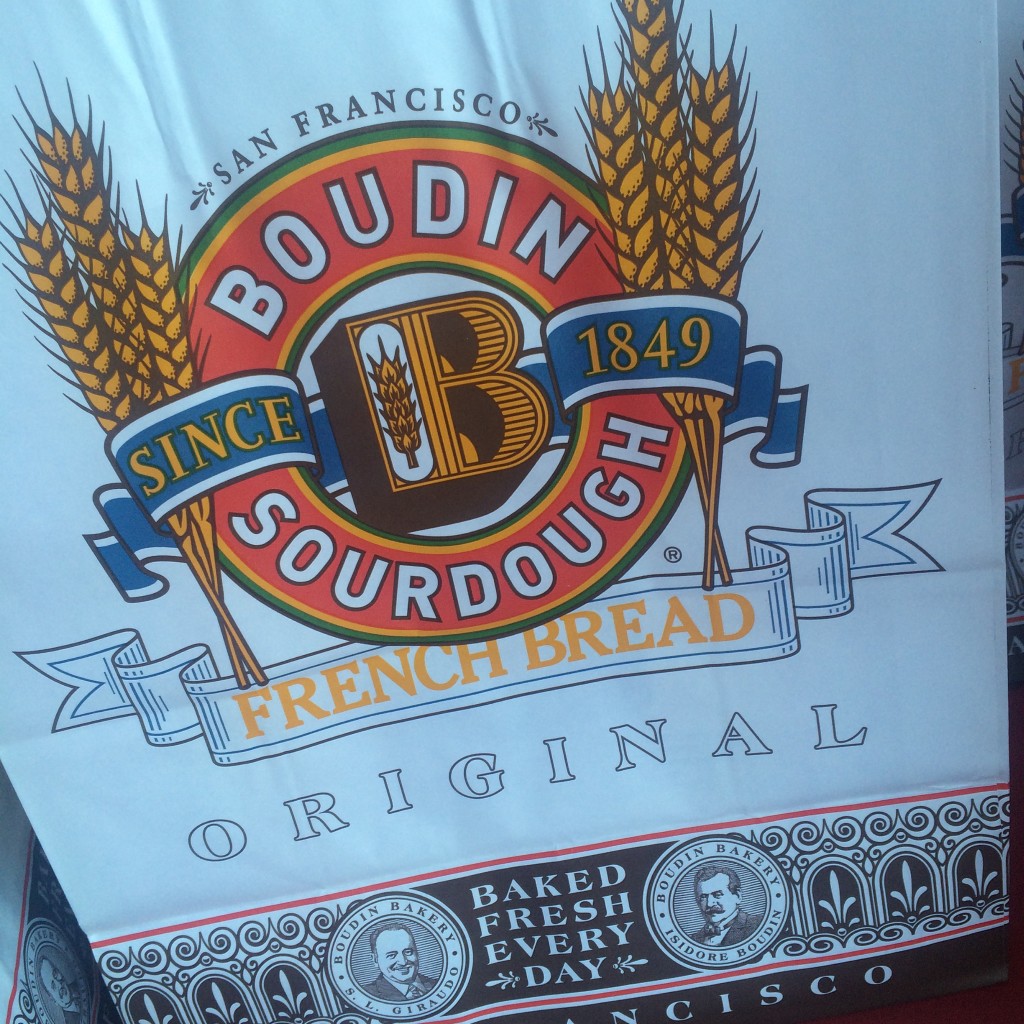 SAN FRANCISCO
BOUDIN
SINCE 1849
B
SOURDOUGH
®
FRENCH BREAD
ORIGINAL
BAKED
FRESH
EVERY
DAY
BOUDIN BAKERY
S. L. GIRAUDO
BOUDIN BAKERY
ISIDORE BOUDIN
ANCISCO